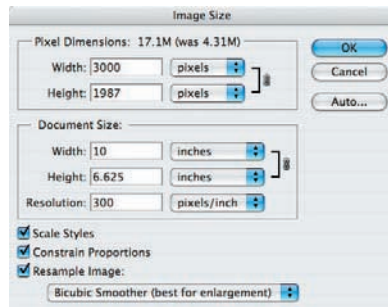 Image Size
Pixel Dimensions: 17.1M (was 4.31M)
OK
Width: 3000 pixels
Cancel
Height: 1987 pixels
Auto...
Document Size:
Width: 10 inches
Height: 6.625 inches
Resolution: 300 pixels/inch
Scale Styles
Constrain Proportions
Resample Image:
Bicubic Smoother (best for enlargement)